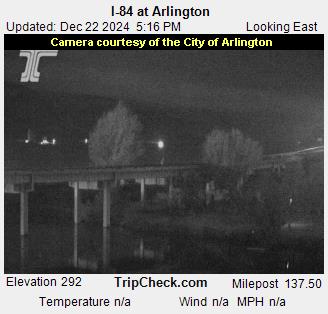 I-84 at Arlington
Updated: Dec 22 2024 5:16 PM Looking East
Camera courtesy of the City of Arlington
Elevation 292 TripCheck.com Milepost 137.50
Temperature n/a Wind n/a MPH n/a